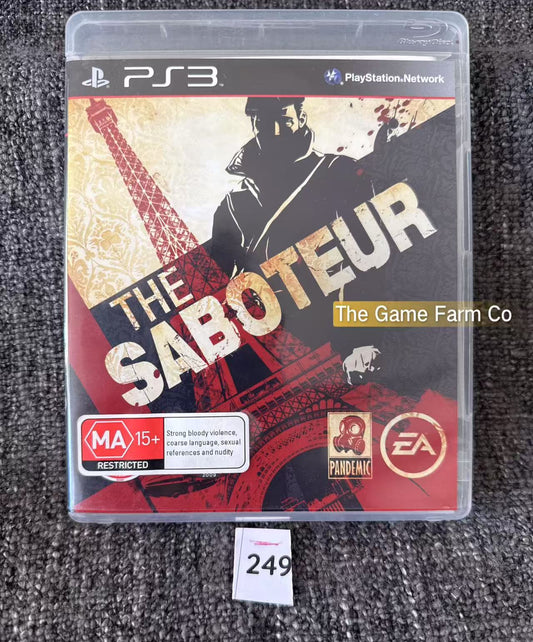 PS3
PlayStation®Network
THE
SABOTEUR
The Game Farm Co
MA 15+
RESTRICTED
Strong bloody violence,
coarse language, sexual
references and nudity
PANDEMIC
EA
249